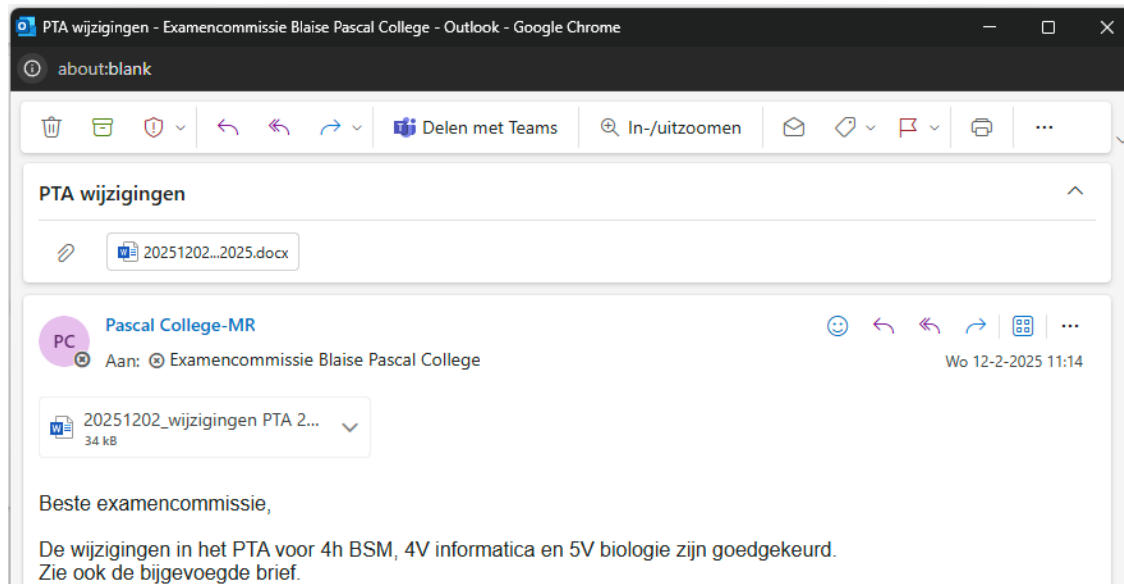 PTA wijzigingen - Examencommissie Blaise Pascal College - Outlook - Google Chrome
about:blank
Delen met Teams In-/uitzoomen
PTA wijzigingen
20251202...2025.docx
PC
Pascal College-MR
Aan: Examencommissie Blaise Pascal College
Wo 12-2-2025 11:14
20251202_wijzigingen PTA 2...
34 kB
Beste examencommissie,
De wijzigingen in het PTA voor 4h BSM, 4V informatica en 5V biologie zijn goedgekeurd.
Zie ook de bijgevoegde brief.